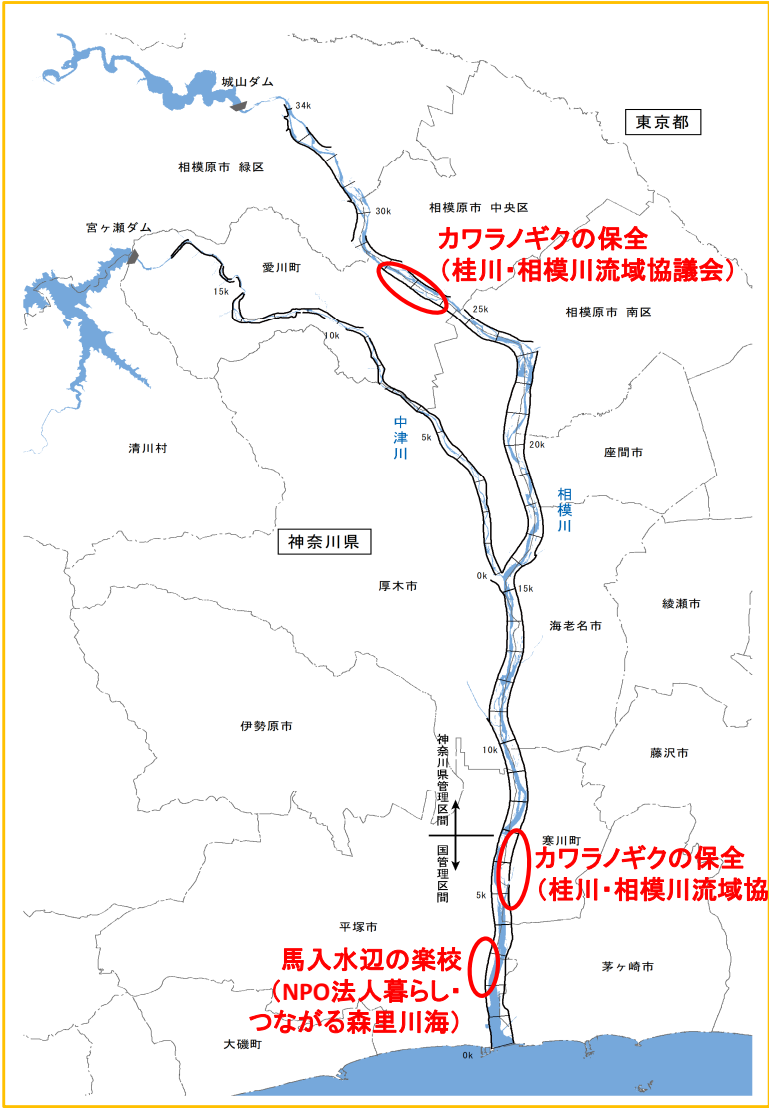 城山ダム
34k
東京都
相模原市 緑区
30k
相模原市 中央区
宮ヶ瀬ダム
カワラノギクの保全
（桂川・相模川流域協議会）
愛川町
15k
25k
相模原市 南区
10k
中津川
5k
20k
清川村
座間市
相模川
神奈川県
0k
厚木市
15k
綾瀬市
海老名市
伊勢原市
神奈川県管理区間
10k
藤沢市
寒川町
カワラノギクの保全
（桂川・相模川流域協
国管理区間
5k
平塚市
馬入水辺の楽校
（NPO法人暮らし・
つながる森里川海）
茅ヶ崎市
大磯町
0k